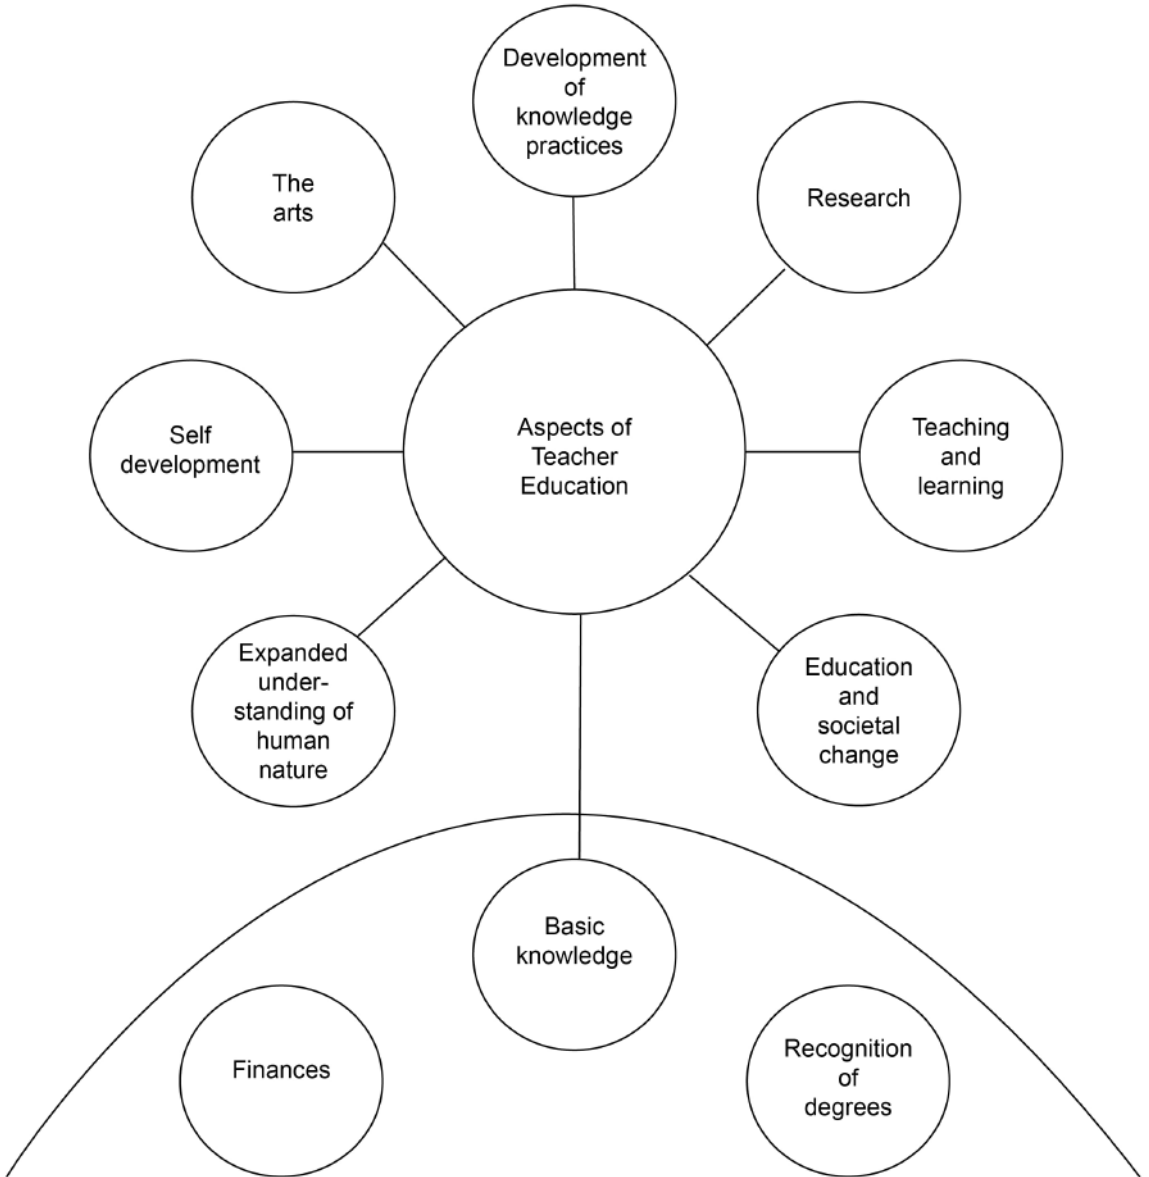 Development
of
knowledge
practices
The
arts
Research
Self
development
Aspects of
Teacher
Education
Teaching
and
learning
Expanded
under-
standing of
human
nature
Education
and
societal
change
Basic
knowledge
Finances
Recognition
of
degrees